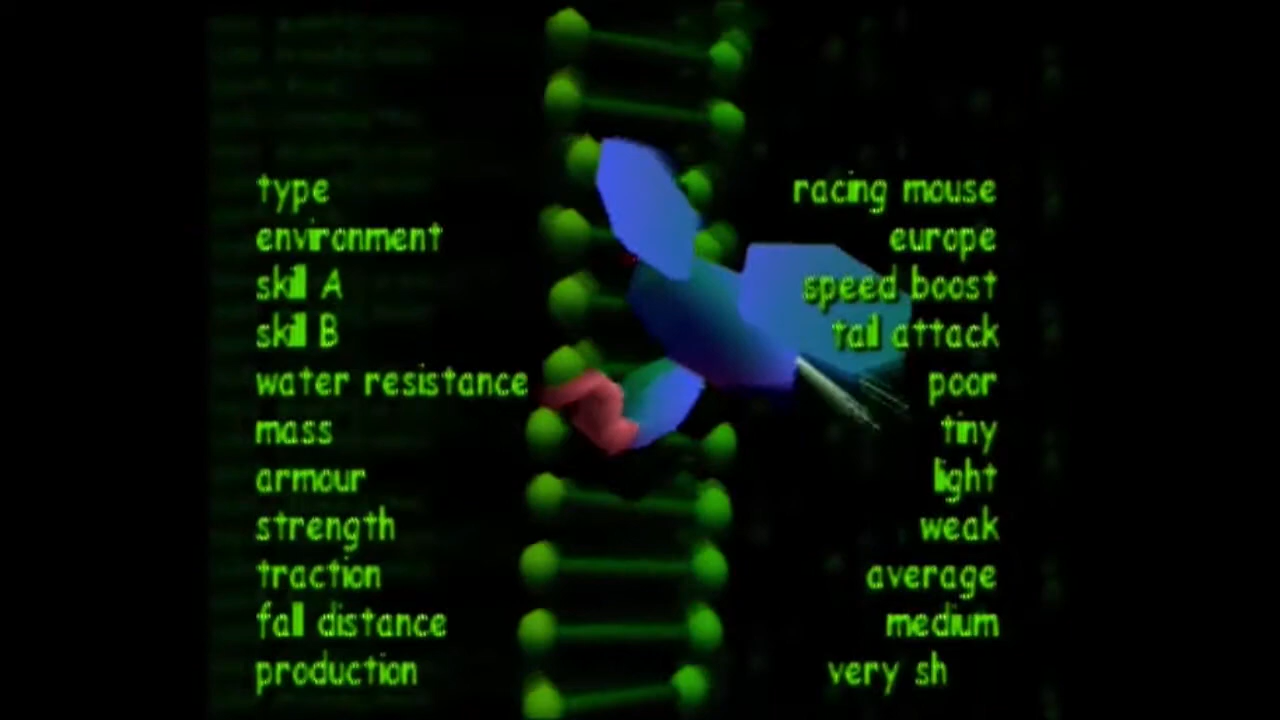 type racing mouse
environment europe
skill A speed boost
skill B tail attack
water resistance poor
mass tiny
armour light
strength weak
traction average
fall distance medium
production very sh